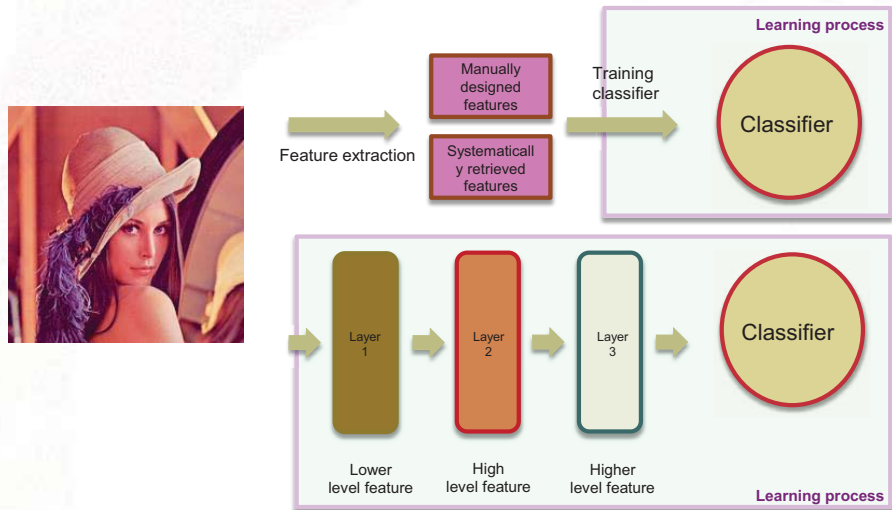 Learning process
Manually
designed
features
Training
classifier
Classifier
Feature extraction
Systematicall
y retrieved
features
Layer
1
Layer
2
Layer
3
Classifier
Lower
level feature
High
level feature
Higher
level feature
Learning process